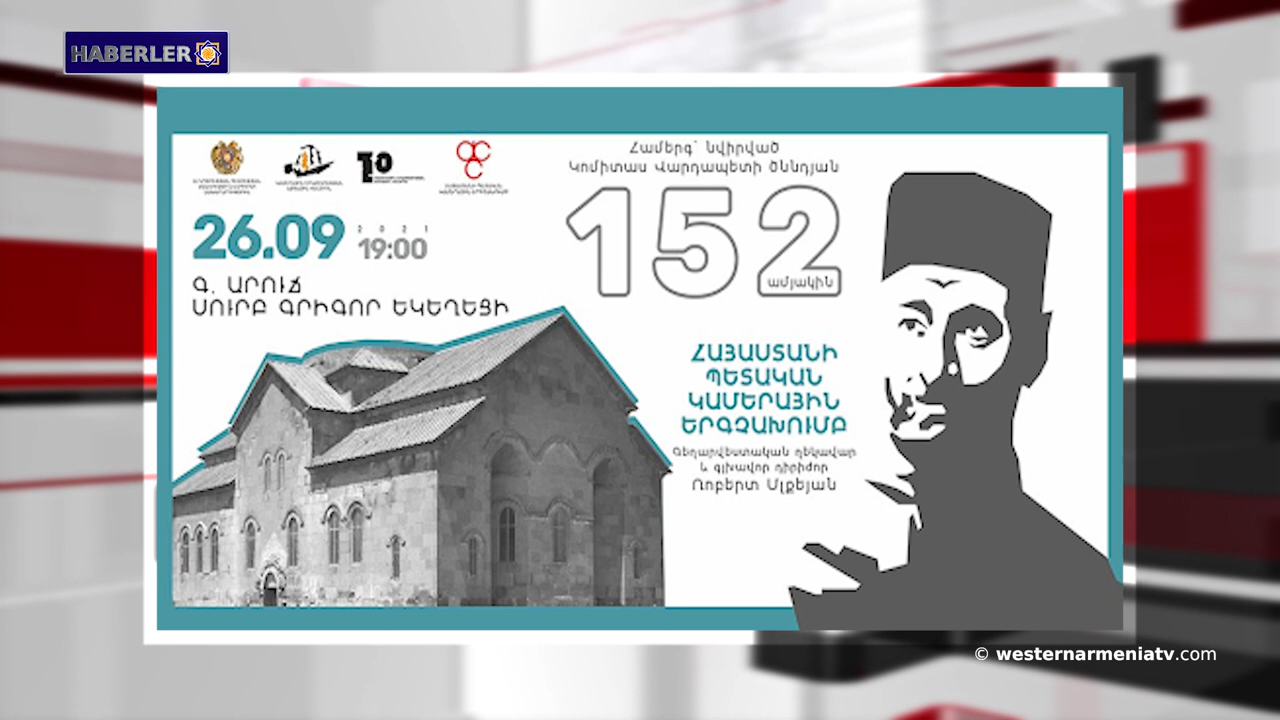 HABERLER
Համերգ՝ նվիրված
Կոմիտաս Վարդապետի ծննդյան
152
ամյակին
26.09
2021
19:00
Գ. ԱՐՈՒՃ
ՍՈՒՐԲ ԳՐԻԳՈՐ ԵԿԵՂԵՑԻ
ՀԱՅԱՍՏԱՆԻ
ՊԵՏԱԿԱՆ
ԿԱՄԵՐԱՅԻՆ
ԵՐԳՉԱԽՈՒՄԲ
Գեղարվեստական ղեկավար
և գլխավոր դիրիժոր
Ռոբերտ Մլքեյան
© westernarmeniatv.com